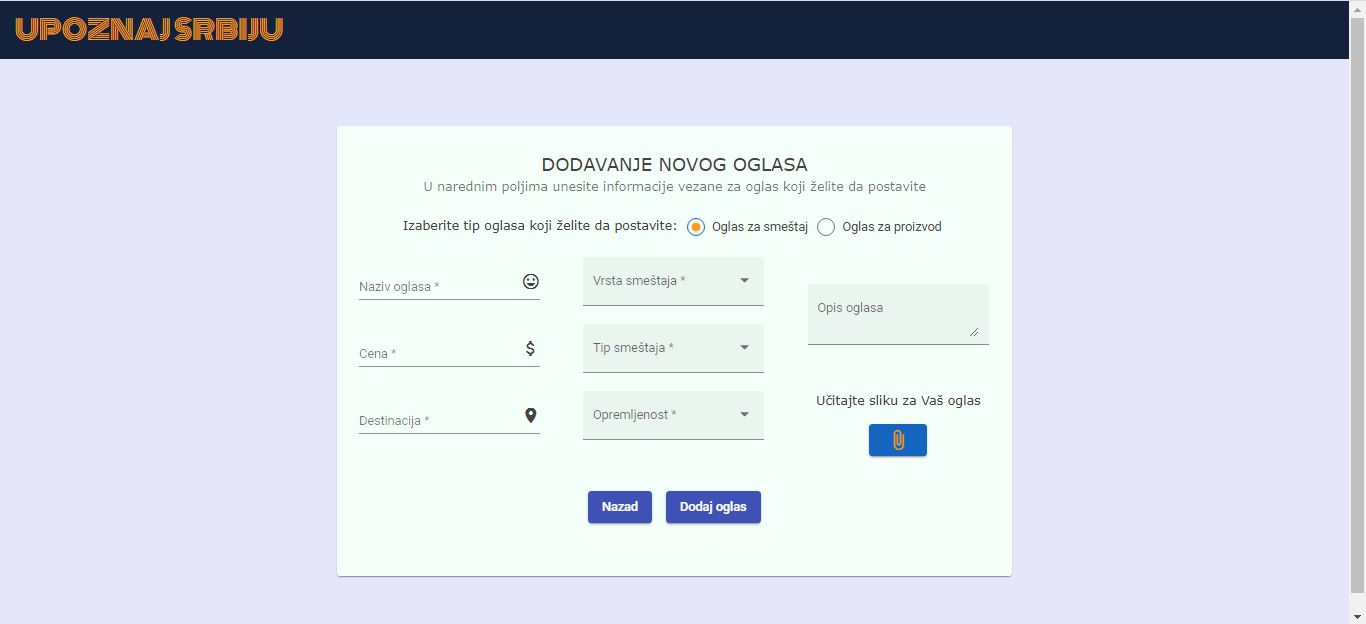 UPOZNAJ SRBIJU
DODAVANJE NOVOG OGLASA
U narednim poljima unesite informacije vezane za oglas koji želite da postavite
Izaberite tip oglasa koji želite da postavite: Oglas za smeštaj Oglas za proizvod
Naziv oglasa *
Cena *
Destinacija *
Vrsta smeštaja *
Tip smeštaja *
Opremljenost *
Opis oglasa
Učitajte sliku za Vaš oglas
Nazad Dodaj oglas